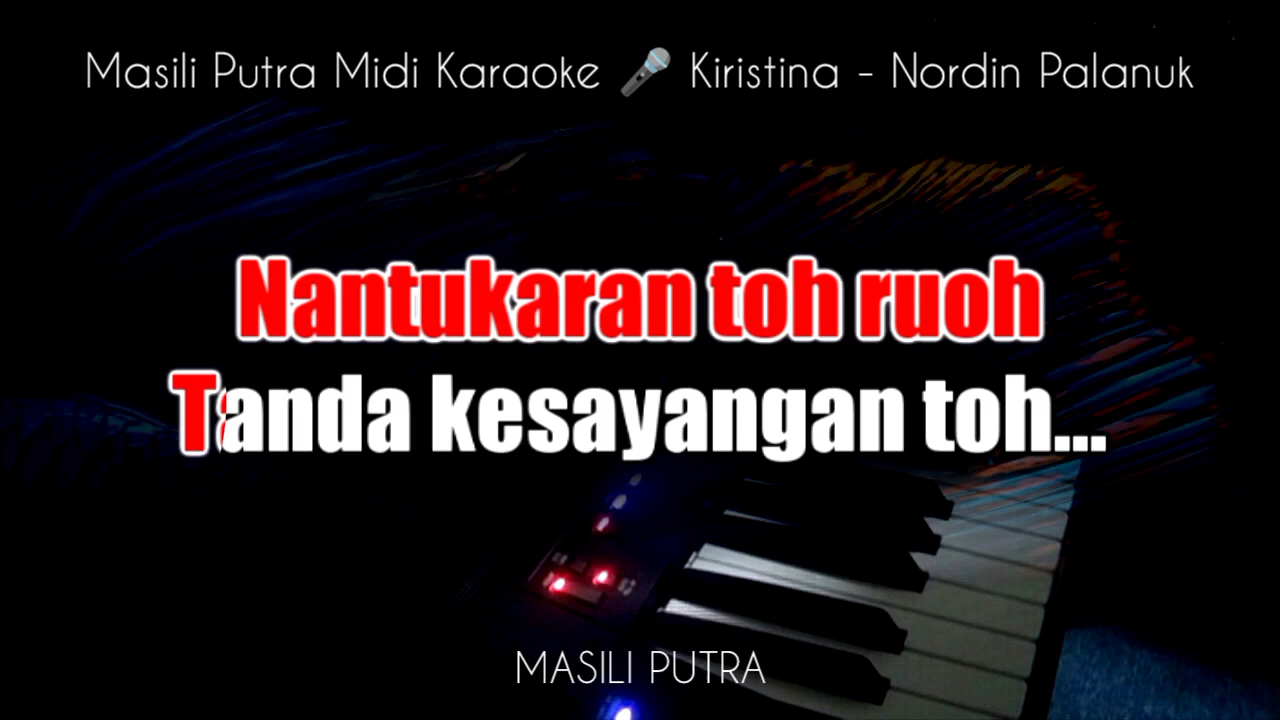 Masili Putra Midi Karaoke 🎤 Kiristina - Nordin Palanuk
Nantukaran toh ruoh
Tanda kesayangan toh...
MASILI PUTRA